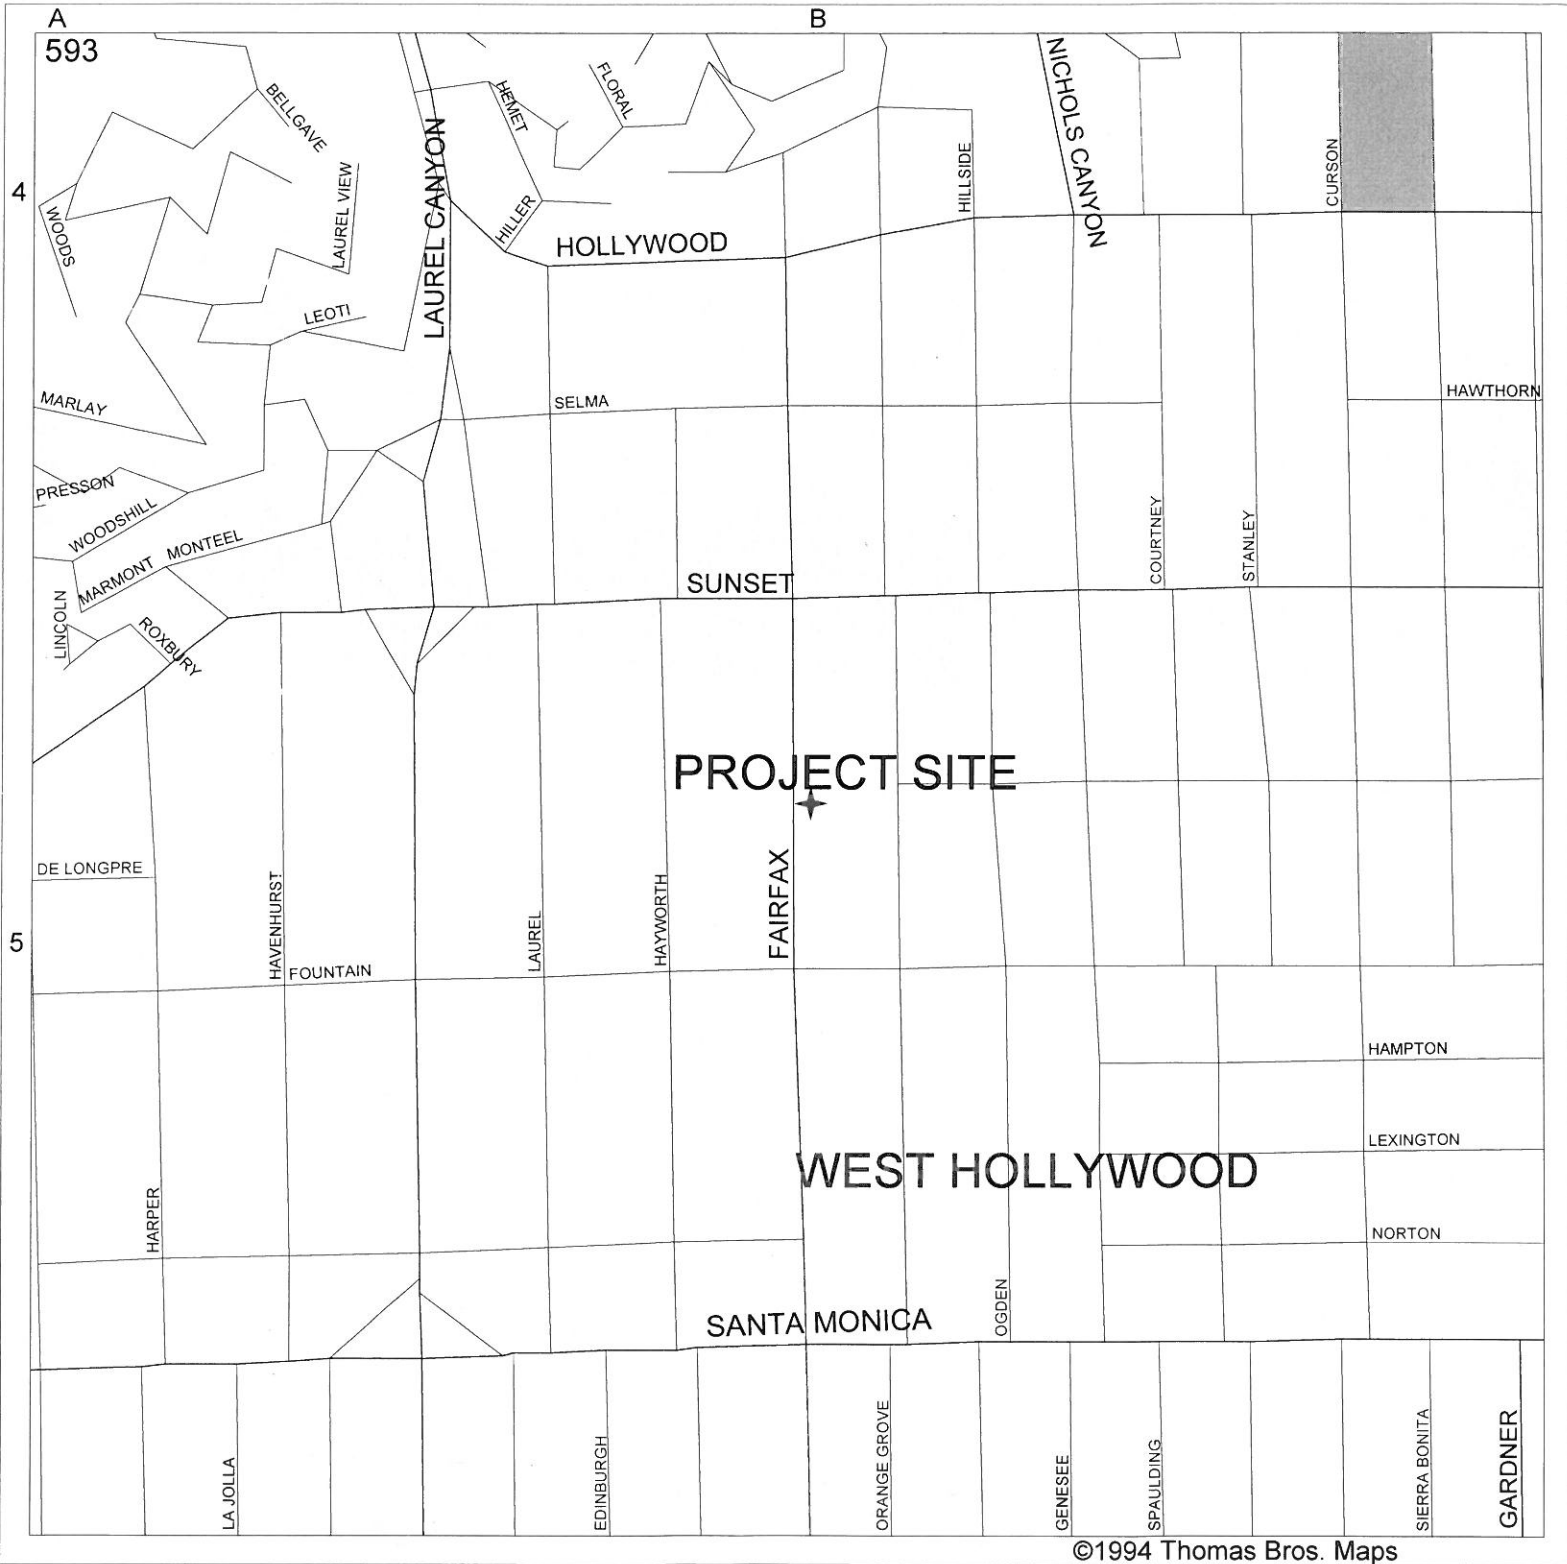 A
B
593
NICHOLS CANYON
FLORAL
HEMET
BELLGAVE
LAUREL CANYON
HILLSIDE
CURSON
4
LAUREL VIEW
HILLER
WOODS
HOLLYWOOD
LEOTI
MARLAY
SELMA
HAWTHORN
PRESSON
WOODSHILL
MONTEEL
COURTNEY
STANLEY
MARMONT
SUNSET
LINCOLN
ROXBURY
PROJECT SITE
DE LONGPRE
HAVENHURST
LAUREL
HAYWORTH
FAIRFAX
5
FOUNTAIN
HAMPTON
LEXINGTON
WEST HOLLYWOOD
HARPER
NORTON
OGDEN
SANTA MONICA
LA JOLLA
EDINBURGH
ORANGE GROVE
GENESEE
SPAULDING
SIERRA BONITA
GARDNER
©1994 Thomas Bros. Maps